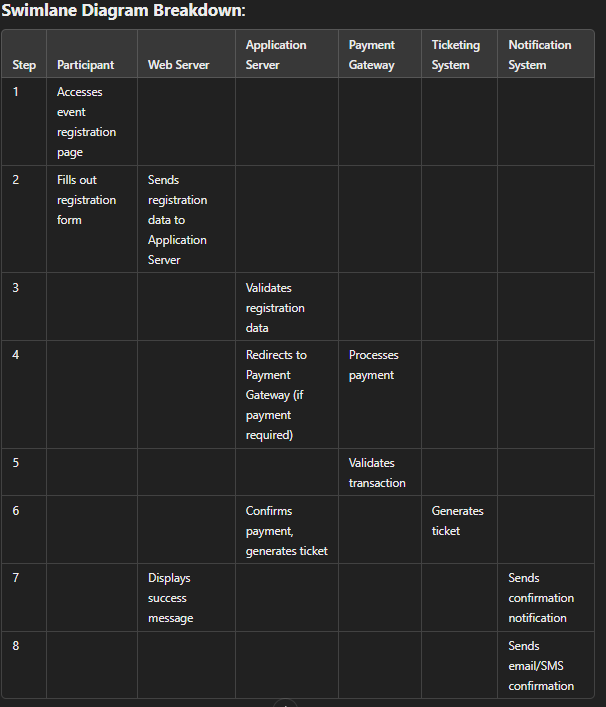 Swimlane Diagram Breakdown:
Application Payment Ticketing Notification
Step Participant Web Server Server Gateway System System
1 Accesses
event
registration
page
2 Fills out Sends
registration registration
form data to
Application
Server
3 Validates
registration
data
4 Redirects to Processes
Payment payment
Gateway (if
payment
required)
5 Validates
transaction
6 Confirms Generates
payment, ticket
generates ticket
7 Displays Sends
success confirmation
message notification
8 Sends
email/SMS
confirmation